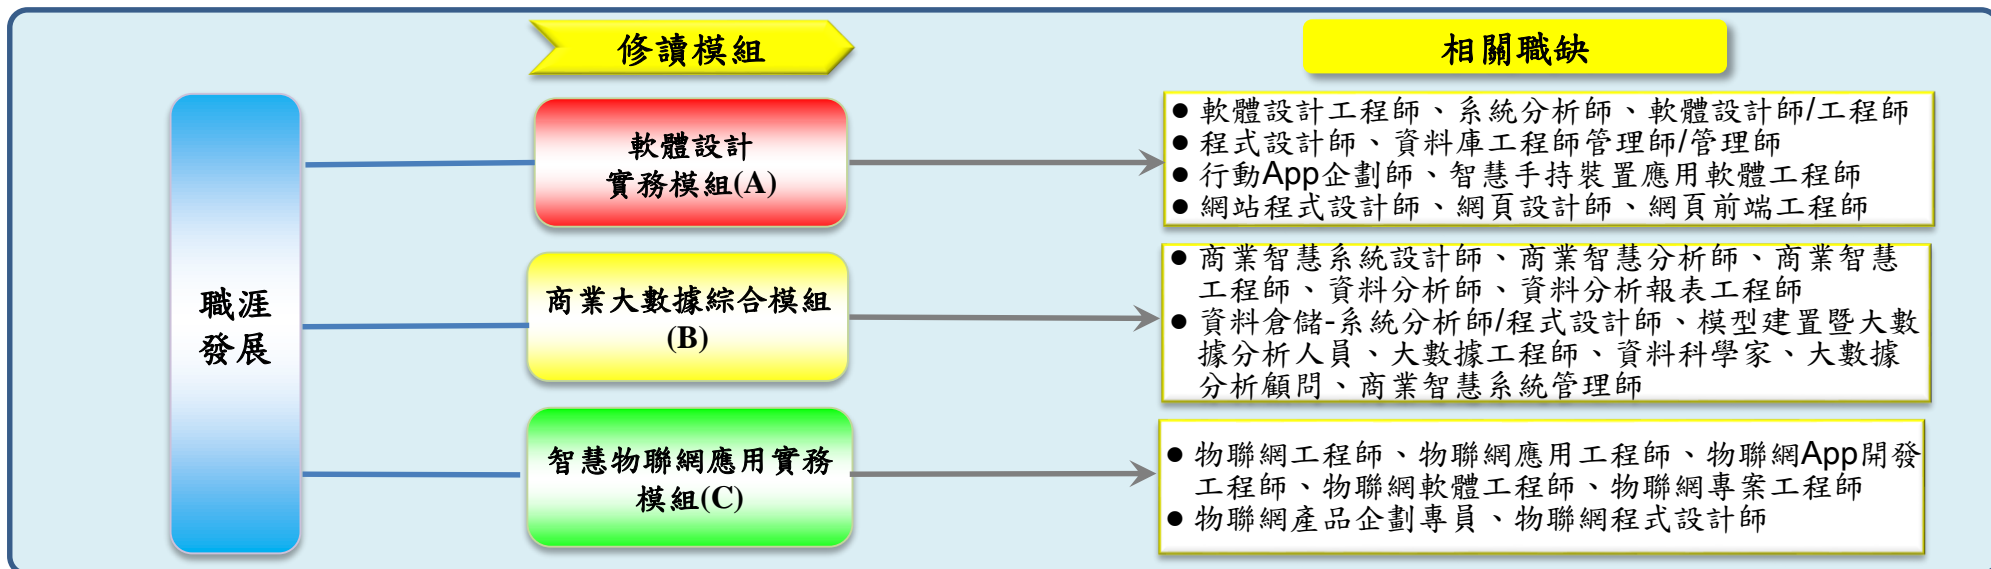 修讀模組
相關職缺
職涯
發展
軟體設計
實務模組(A)
● 軟體設計工程師、系統分析師、軟體設計師/工程師
● 程式設計師、資料庫工程師管理師/管理師
● 行動App企劃師、智慧手持裝置應用軟體工程師
● 網站程式設計師、網頁設計師、網頁前端工程師
商業大數據綜合模組
(B)
● 商業智慧系統設計師、商業智慧分析師、商業智慧
工程師、資料分析師、資料分析報表工程師
● 資料倉儲-系統分析師/程式設計師、模型建置暨大數
據分析人員、大數據工程師、資料科學家、大數據
分析顧問、商業智慧系統管理師
智慧物聯網應用實務
模組(C)
● 物聯網工程師、物聯網應用工程師、物聯網App開發
工程師、物聯網軟體工程師、物聯網專案工程師
● 物聯網產品企劃專員、物聯網程式設計師